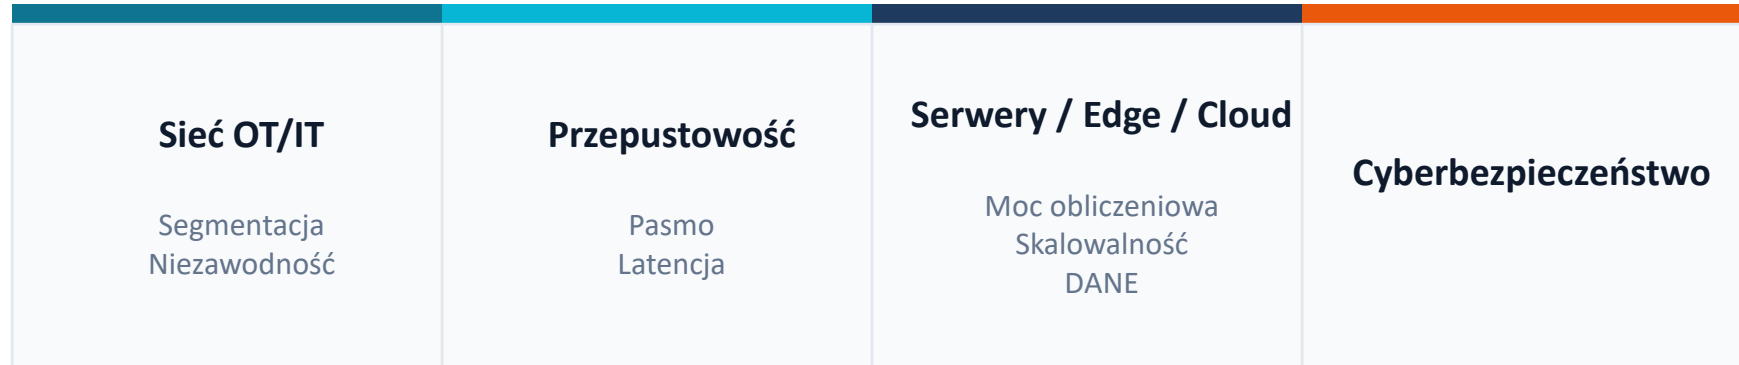 Sieć OT/IT
Segmentacja
Niezawodność
Przepustowość
Pasmo
Latencja
Serwery / Edge / Cloud
Moc obliczeniowa
Skalowalność
DANE
Cyberbezpieczeństwo